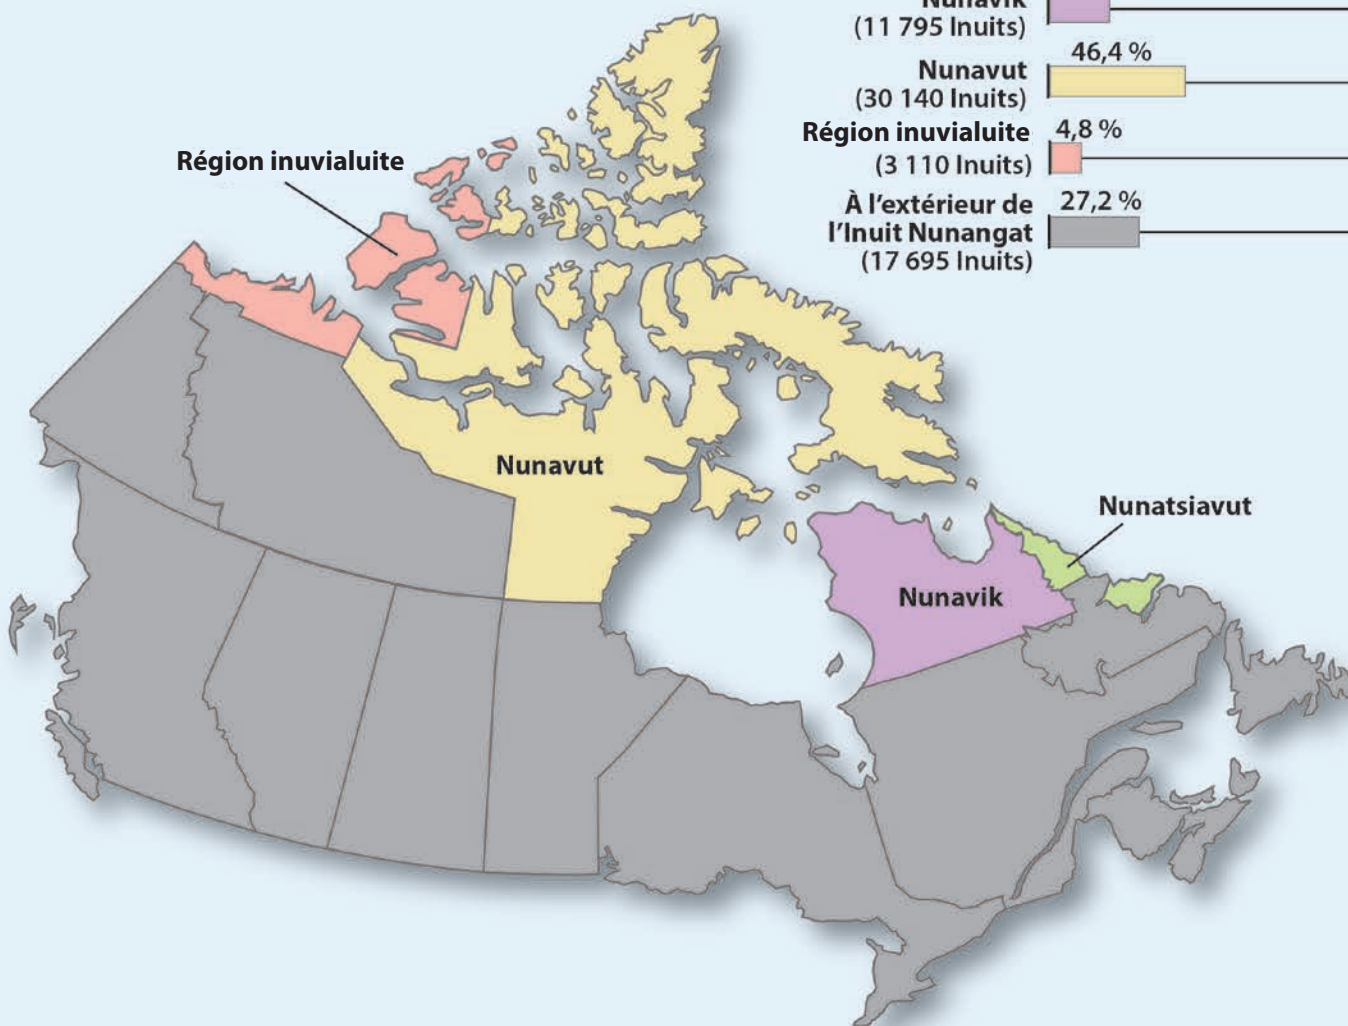 Nunavik
(11 795 Inuits)
46,4 %
Nunavut
(30 140 Inuits)
Région inuvialuite
4,8 %
(3 110 Inuits)
À l’extérieur de
27,2 %
l’Inuit Nunangat
(17 695 Inuits)
Région inuvialuite
Nunavut
Nunatsiavut
Nunavik